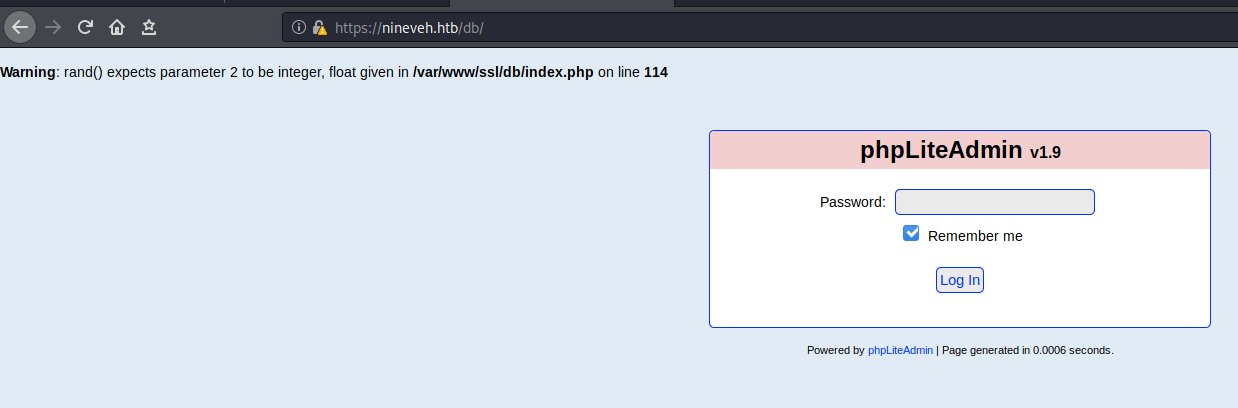 https://nineveh.htb/db/
Warning: rand() expects parameter 2 to be integer, float given in /var/www/ssl/db/index.php on line 114
phpLiteAdmin v1.9
Password:
Remember me
Log In
Powered by phpLiteAdmin | Page generated in 0.0006 seconds.